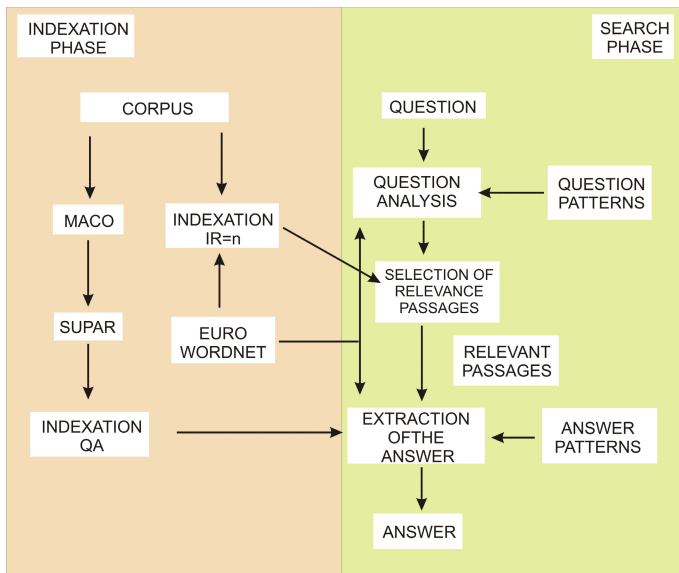 INDEXATION
PHASE
SEARCH
PHASE
CORPUS
QUESTION
QUESTION
ANALYSIS
QUESTION
PATTERNS
MACO
INDEXATION
IR=n
SELECTION OF
RELEVANCE
PASSAGES
SUPAR
EURO
WORDNET
RELEVANT
PASSAGES
INDEXATION
QA
EXTRACTION
OFTHE
ANSWER
ANSWER
PATTERNS
ANSWER